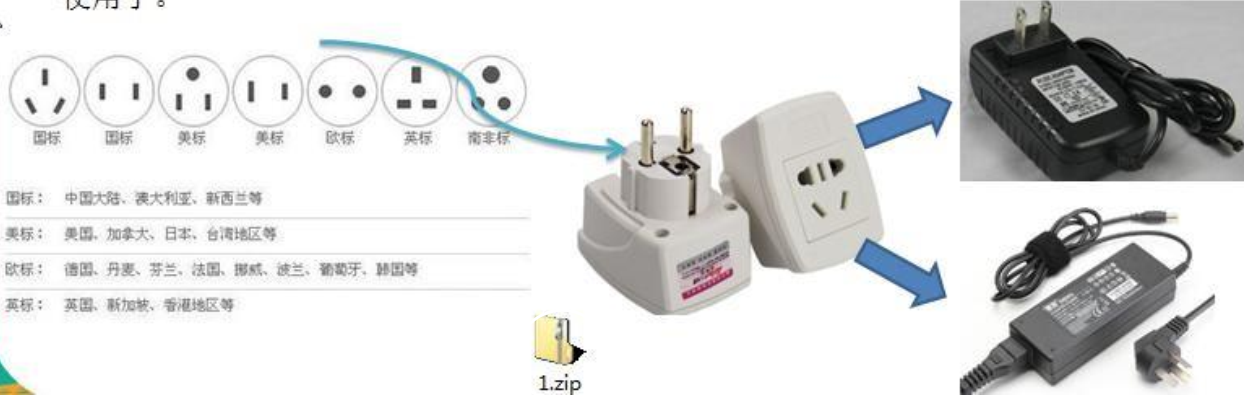 使用了。
国标 国标 美标 美标 欧标 英标 南非标
国标： 中国大陆、澳大利亚、新西兰等
美标： 美国、加拿大、日本、台湾地区等
欧标： 德国、丹麦、芬兰、法国、挪威、波兰、葡萄牙、韩国等
英标： 英国、新加坡、香港地区等
1.zip